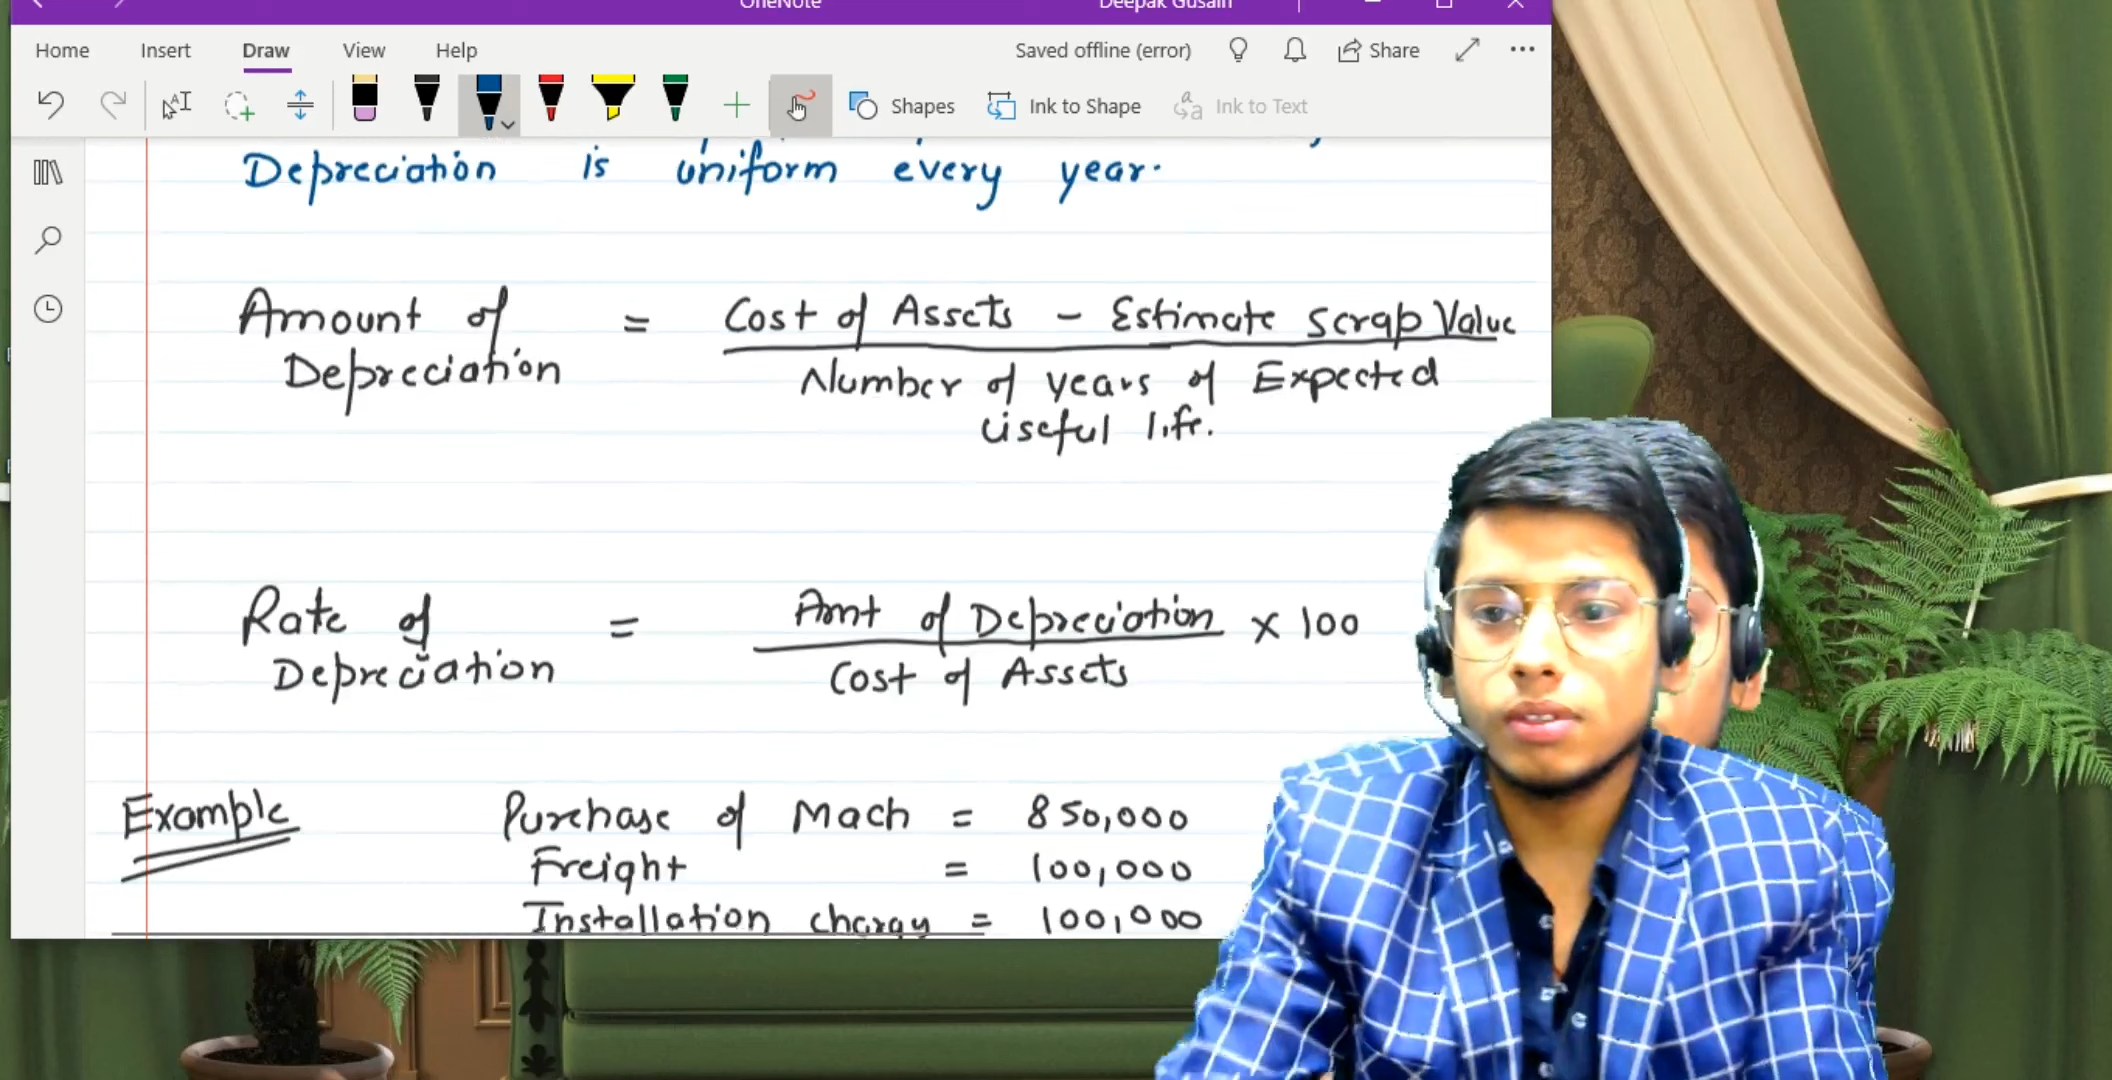 OneNote Deepak Gusain
Home Insert Draw View Help Saved offline (error) Share
Shapes Ink to Shape Ink to Text
Depreciation is uniform every year.
Amount of Depreciation = Cost of Assets - Estimate Scrap Value
Number of years of Expected
Useful life.
Rate of Depreciation = Amt of Depreciation × 100
Cost of Assets
Example Purchase of Mach = 850,000
Freight = 100,000
Installation chargy = 100,000